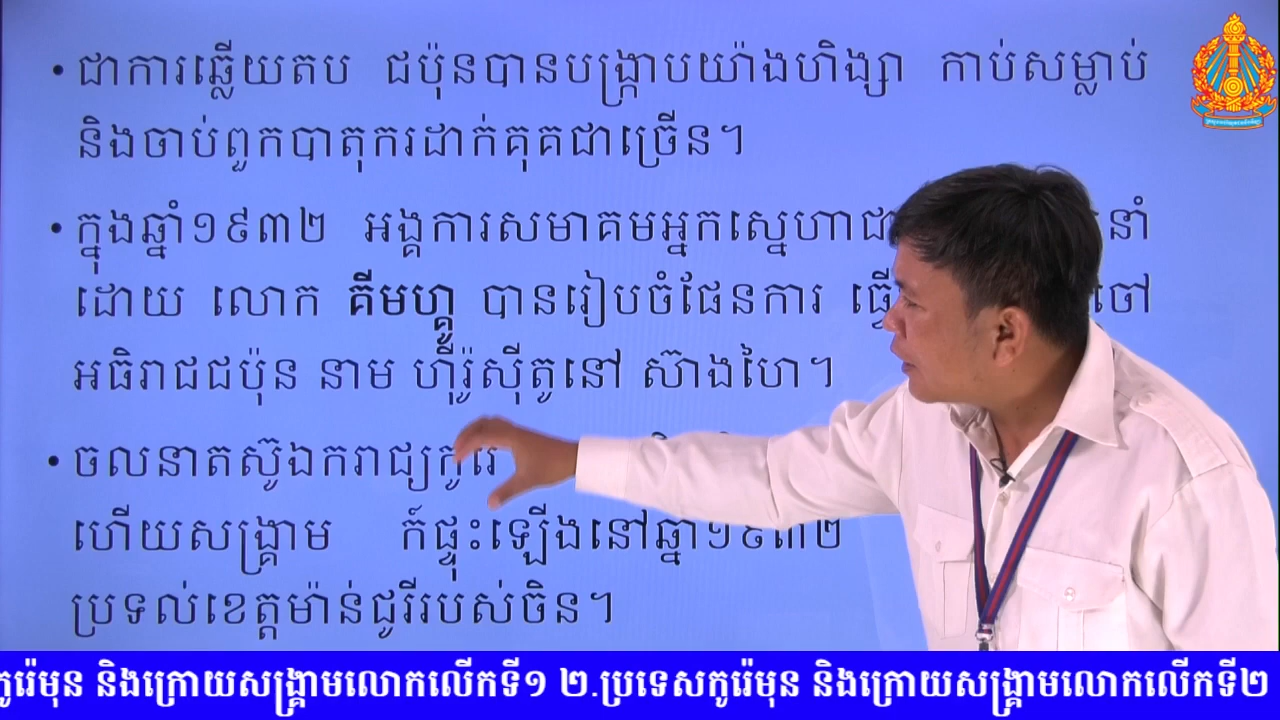 • ជាការឆ្លើយតប ជប៉ុនបានបង្ក្រាបយ៉ាងហិង្សា កាប់សម្លាប់
និងចាប់ពួកបាតុករដាក់គុគជាច្រើន។
• ក្នុងឆ្នាំ១៩៣២ អង្គការសមាគមអ្នកស្នេហាជា នាំ
ដោយ លោក គីមហ្គូ បានរៀបចំផែនការ ធ្វើ ចៅ
អធិរាជជប៉ុន នាម ហ៊ីរ៉ូស៊ីតូនៅ ស៊ាងហៃ។
• ចលនាតស៊ូឯករាជ្យកូរ៉េ
ហើយសង្គ្រាម ក៍ផ្ទុះឡើងនៅឆ្នាំ១៩៣២
ប្រទល់ខេត្តម៉ាន់ជូរីរបស់ចិន។
កូរ៉េមុន និងក្រោយសង្គ្រាមលោកលើកទី១ ២.ប្រទេសកូរ៉េមុន និងក្រោយសង្គ្រាមលោកលើកទី២